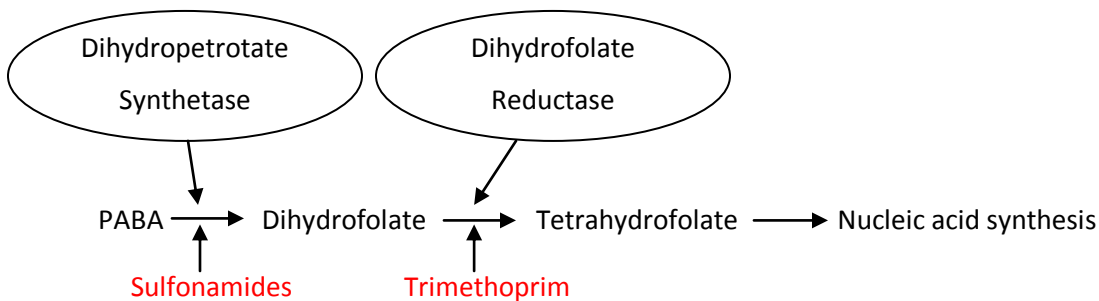 Dihydropetrotate
Synthetase
Dihydrofolate
Reductase
PABA Dihydrofolate Tetrahydrofolate Nucleic acid synthesis
Sulfonamides Trimethoprim